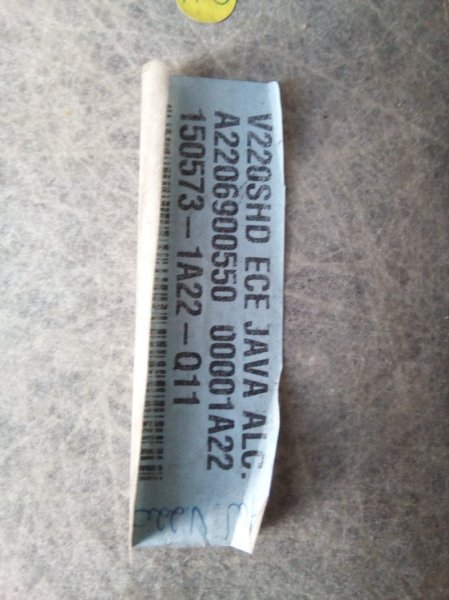 V220SHD ECE JAVA ALC.
A2206900550 00001A22
150573-1A22-Q11